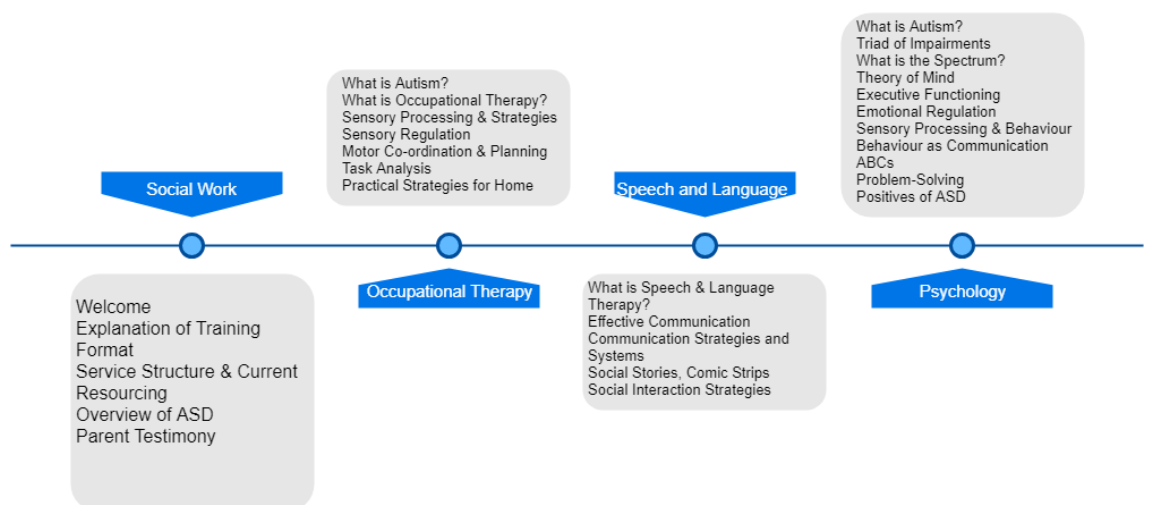 Social Work
Welcome
Explanation of Training
Format
Service Structure & Current
Resourcing
Overview of ASD
Parent Testimony
What is Autism?
What is Occupational Therapy?
Sensory Processing & Strategies
Sensory Regulation
Motor Co-ordination & Planning
Task Analysis
Practical Strategies for Home
Occupational Therapy
Speech and Language
What is Speech & Language
Therapy?
Effective Communication
Communication Strategies and
Systems
Social Stories, Comic Strips
Social Interaction Strategies
What is Autism?
Triad of Impairments
What is the Spectrum?
Theory of Mind
Executive Functioning
Emotional Regulation
Sensory Processing & Behaviour
Behaviour as Communication
ABCs
Problem-Solving
Positives of ASD
Psychology